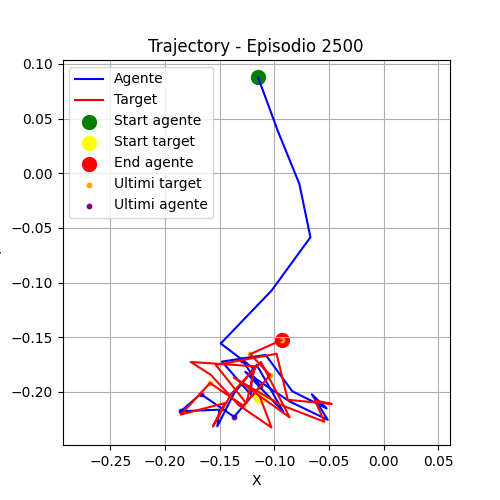 Trajectory - Episodio 2500
0.10
0.05
0.00
−0.05
−0.10
−0.15
−0.20
Agente
Target
Start agente
Start target
End agente
Ultimi target
Ultimi agente
−0.25 −0.20 −0.15 −0.10 −0.05 0.00 0.05
X